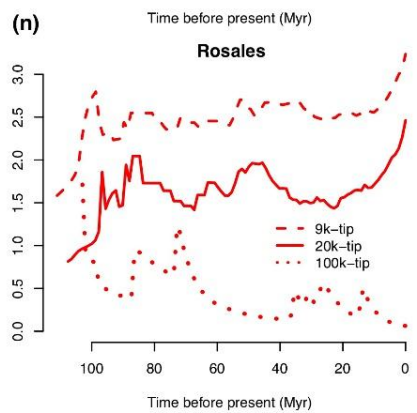 (n)
Time before present (Myr)
Rosales
3.0
2.5
2.0
1.5
1.0
0.5
0.0
9k−tip
20k−tip
100k−tip
100 80 60 40 20 0
Time before present (Myr)